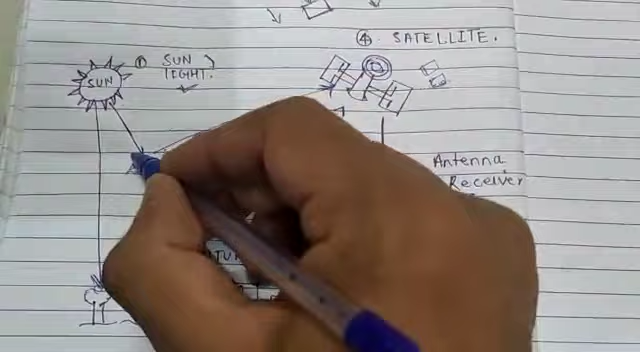 ④ SATELLITE.
① SUN
LIGHT.
SUN
Antenna
Receiver